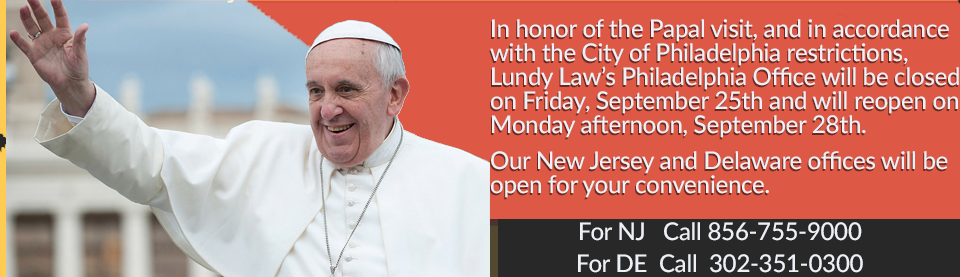 In honor of the Papal visit, and in accordance
with the City of Philadelphia restrictions,
Lundy Law's Philadelphia Office will be closed
on Friday, September 25th and will reopen on
Monday afternoon, September 28th.
Our New Jersey and Delaware offices will be
open for your convenience.
For NJ Call 856-755-9000
For DE Call 302-351-0300